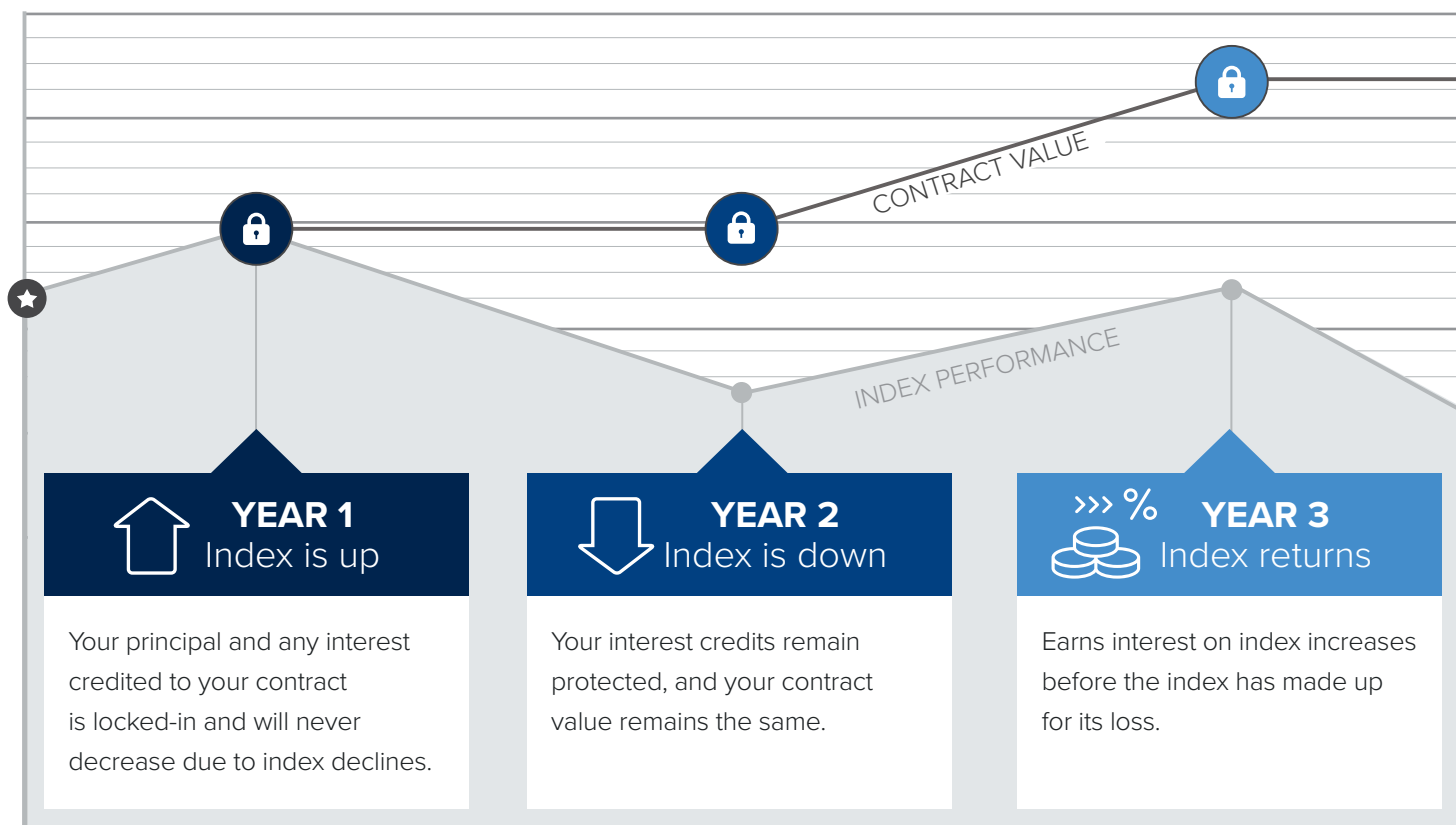 CONTRACT VALUE
INDEX PERFORMANCE
YEAR 1
Index is up
Your principal and any interest
credited to your contract
is locked-in and will never
decrease due to index declines.
YEAR 2
Index is down
Your interest credits remain
protected, and your contract
value remains the same.
>>> %
YEAR 3
Index returns
Earns interest on index increases
before the index has made up
for its loss.